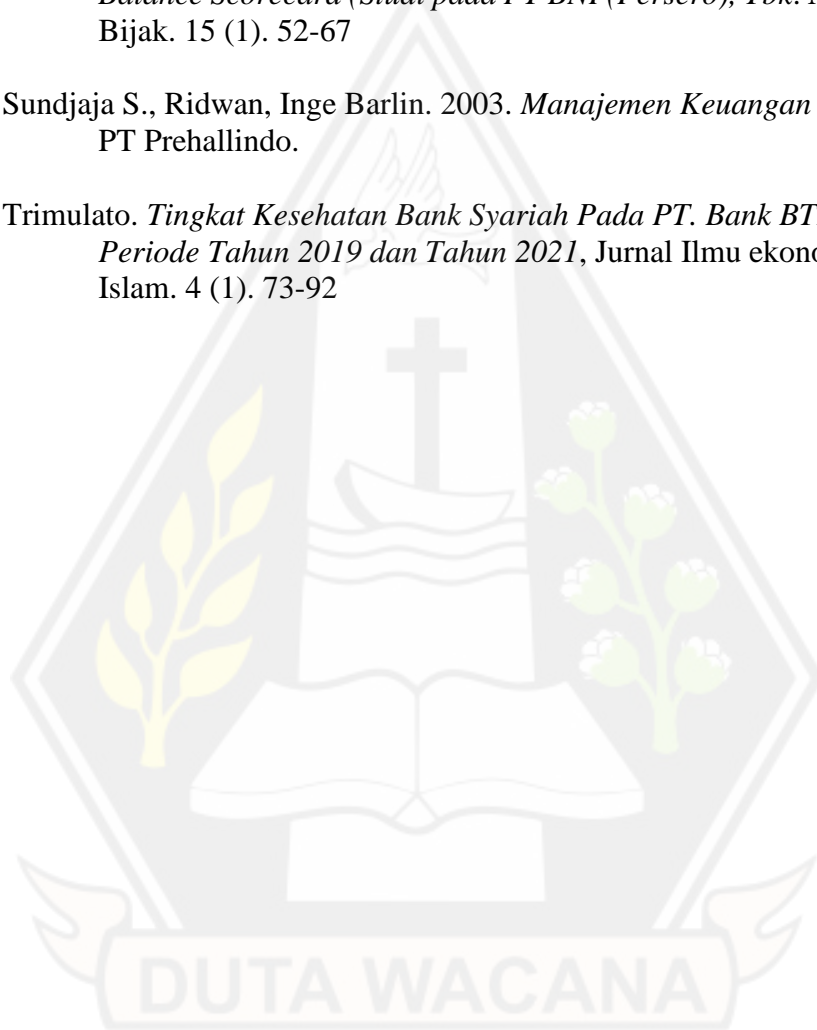 Balance Scorecard (Studi pada PT BNI (Persero), Tbk.
Bijak. 15 (1). 52-67
Sundjaja S., Ridwan, Inge Barlin. 2003. Manajemen Keuangan
PT Prehallindo.
Trimulato. Tingkat Kesehatan Bank Syariah Pada PT. Bank
Periode Tahun 2019 dan Tahun 2021, Jurnal Ilmu
Islam. 4 (1). 73-92
DUTA WACANA